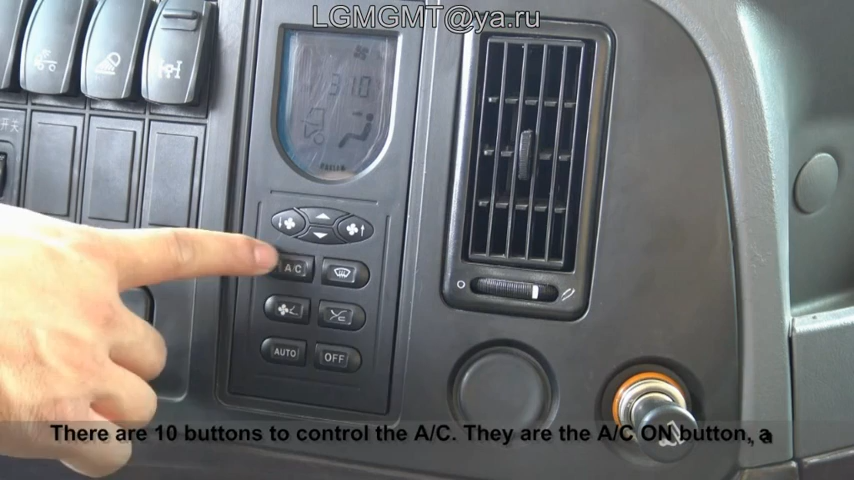 LGMGMT@ya.ru
开关
310
AC
AUTO OFF
There are 10 buttons to control the A/C. They are the A/C ON button, a